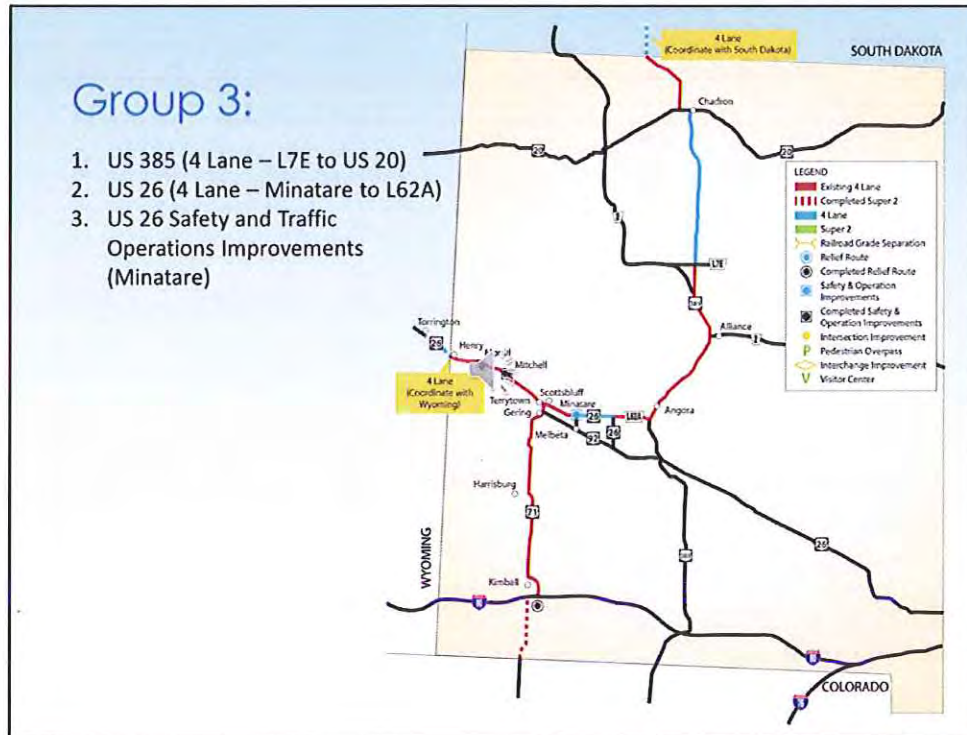 Group 3:
1. US 385 (4 Lane – L7E to US 20)
2. US 26 (4 Lane – Minatare to L62A)
3. US 26 Safety and Traffic
Operations Improvements
(Minatare)
4 Lane
(Coordinate with South Dakota)
SOUTH DAKOTA
Chadron
20
20
LEGEND
Existing 4 Lane
Completed Super 2
4 Lane
Super 2
Railroad Grade Separation
Relief Route
Completed Relief Route
Safety & Operation
Improvements
Completed Safety &
Operation Improvements
Intersection Improvement
P Pedestrian Overpass
Interchange Improvement
V Visitor Center
2
L7E
385
Alliance
2
Torrington
26
Henry
Mitchell
4 Lane
(Coordinate with
Wyoming)
Scottsbluff
Terrytown
Minatare
Gering
26
L62A
Angora
Melbeta
92
26
Harrisburg
71
26
385
WYOMING
Kimball
80
80
COLORADO